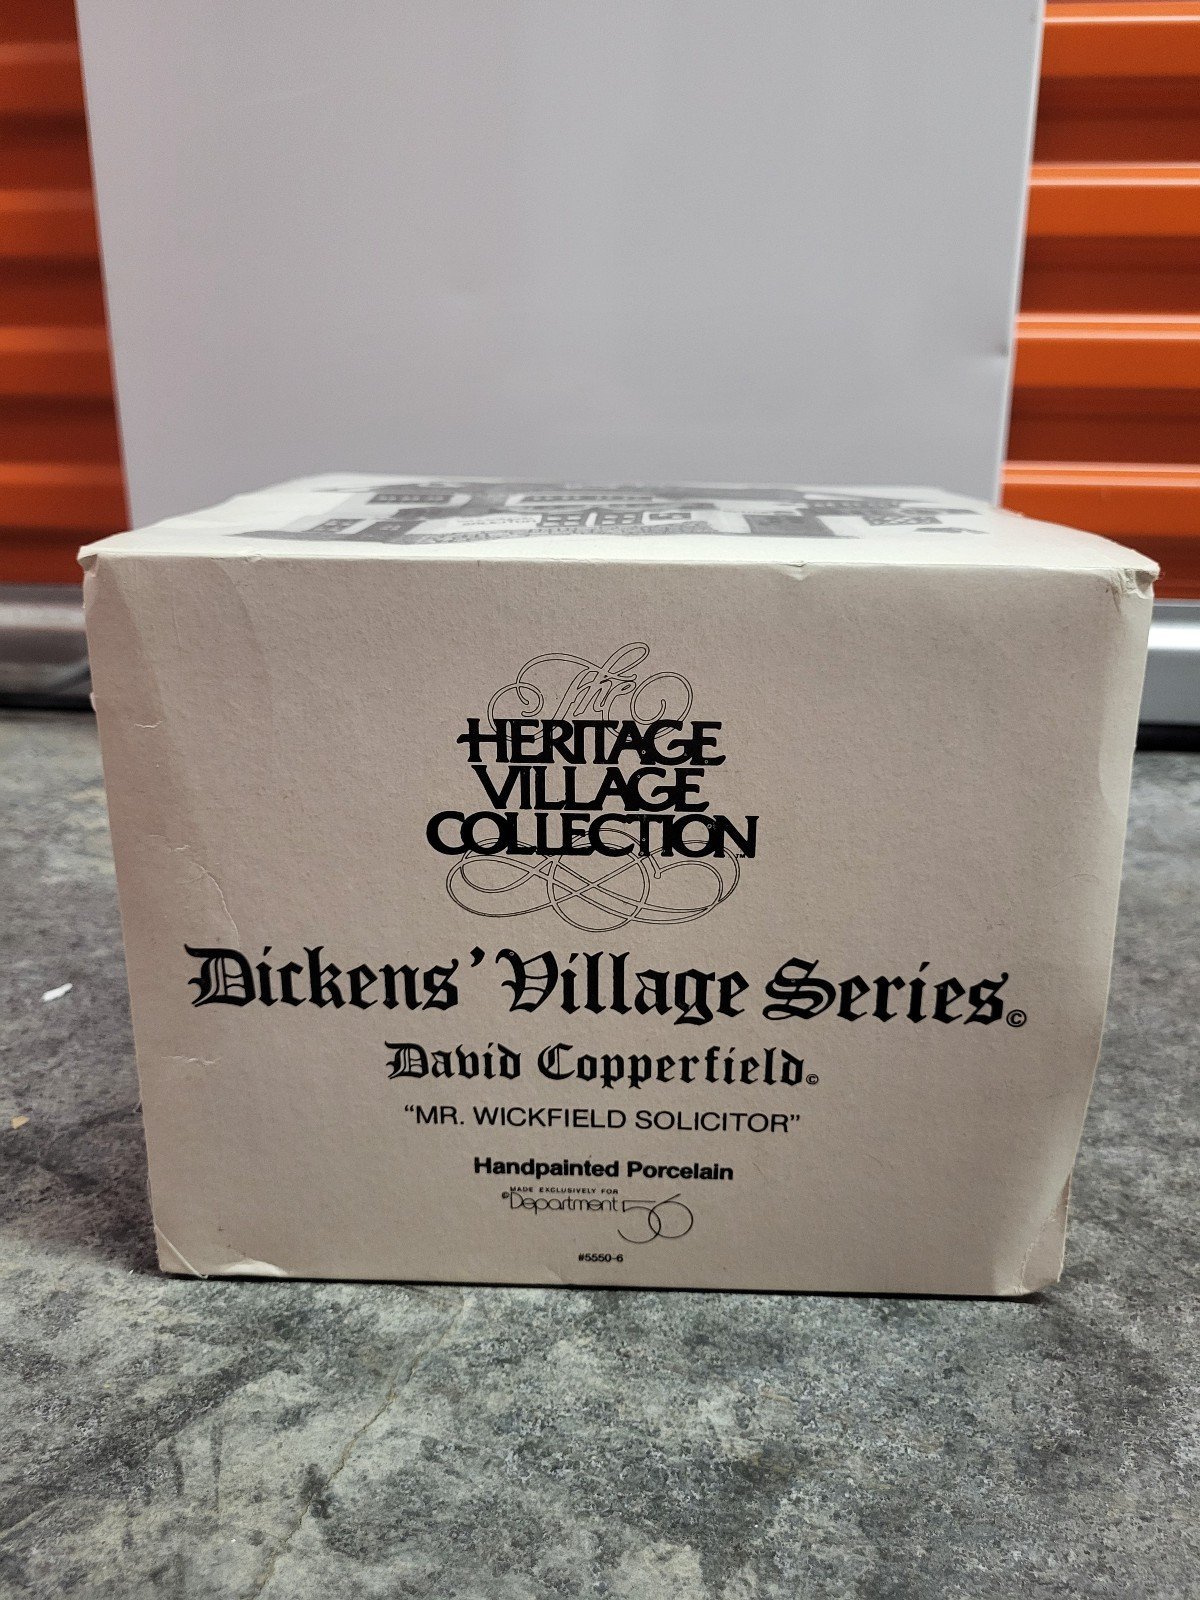 The
HERITAGE
VILLAGE
COLLECTION™
Dickens' Village Series©
David Copperfield©
"MR. WICKFIELD SOLICITOR"
Handpainted Porcelain
MADE EXCLUSIVELY FOR
©Department 56
#5550-6